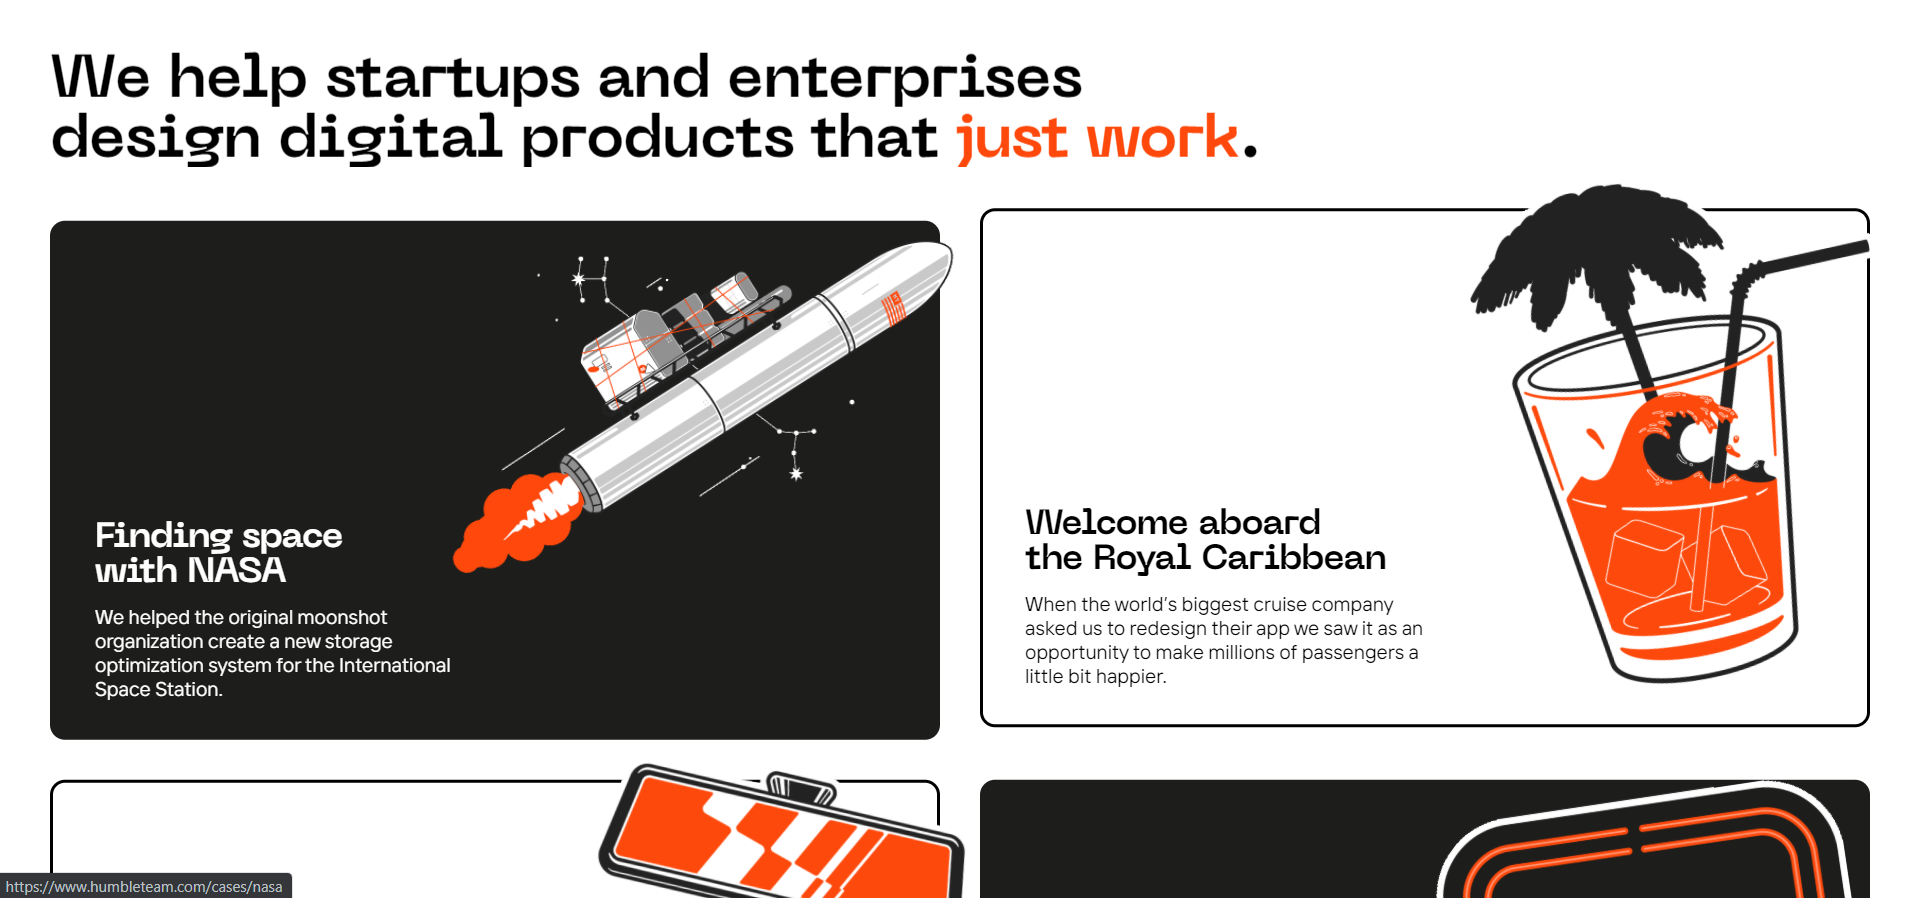 We help startups and enterprises
design digital products that just work.
Finding space
with NASA
We helped the original moonshot
organization create a new storage
optimization system for the International
Space Station.
Welcome aboard
the Royal Caribbean
When the world’s biggest cruise company
asked us to redesign their app we saw it as an
opportunity to make millions of passengers a
little bit happier.
https://www.humbleteam.com/cases/nasa